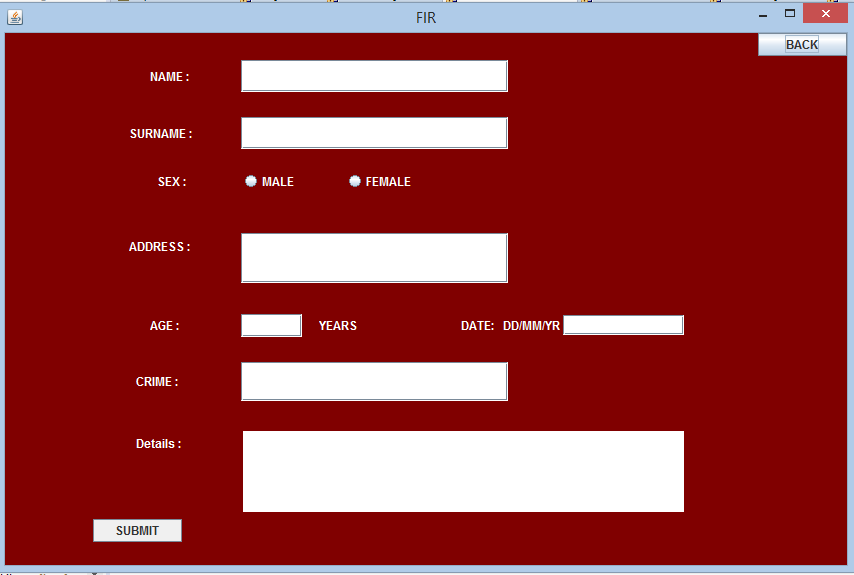 FIR
BACK
NAME :
SURNAME :
SEX : MALE FEMALE
ADDRESS :
AGE : YEARS DATE: DD/MM/YR
CRIME :
Details :
SUBMIT